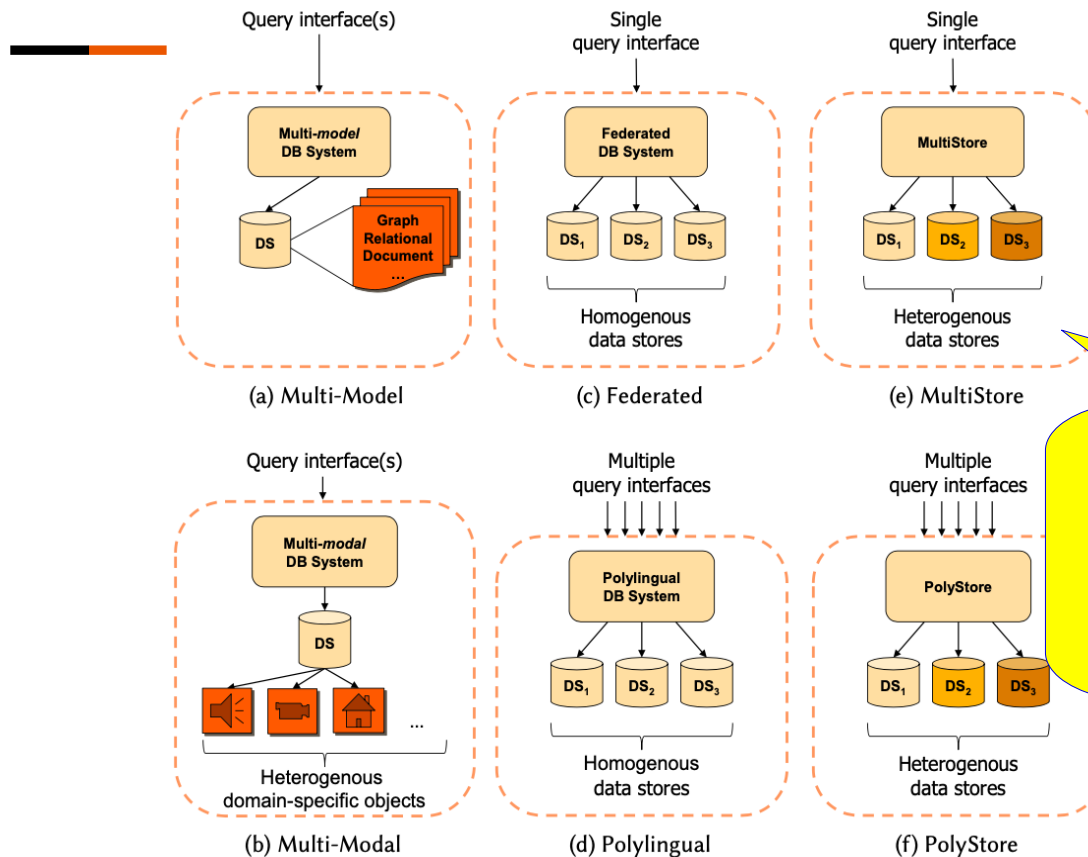 Query interface(s)
Multi-model
DB System
DS
Graph
Relational
Document
...
(a) Multi-Model
Single
query interface
Federated
DB System
DS1 DS2 DS3
Homogenous
data stores
(c) Federated
Single
query interface
MultiStore
DS1 DS2 DS3
Heterogenous
data stores
(e) MultiStore
Query interface(s)
Multi-modal
DB System
DS
...
Heterogenous
domain-specific objects
(b) Multi-Modal
Multiple
query interfaces
Polylingual
DB System
DS1 DS2 DS3
Homogenous
data stores
(d) Polylingual
Multiple
query interfaces
PolyStore
DS1 DS2 DS3
Heterogenous
data stores
(f) PolyStore